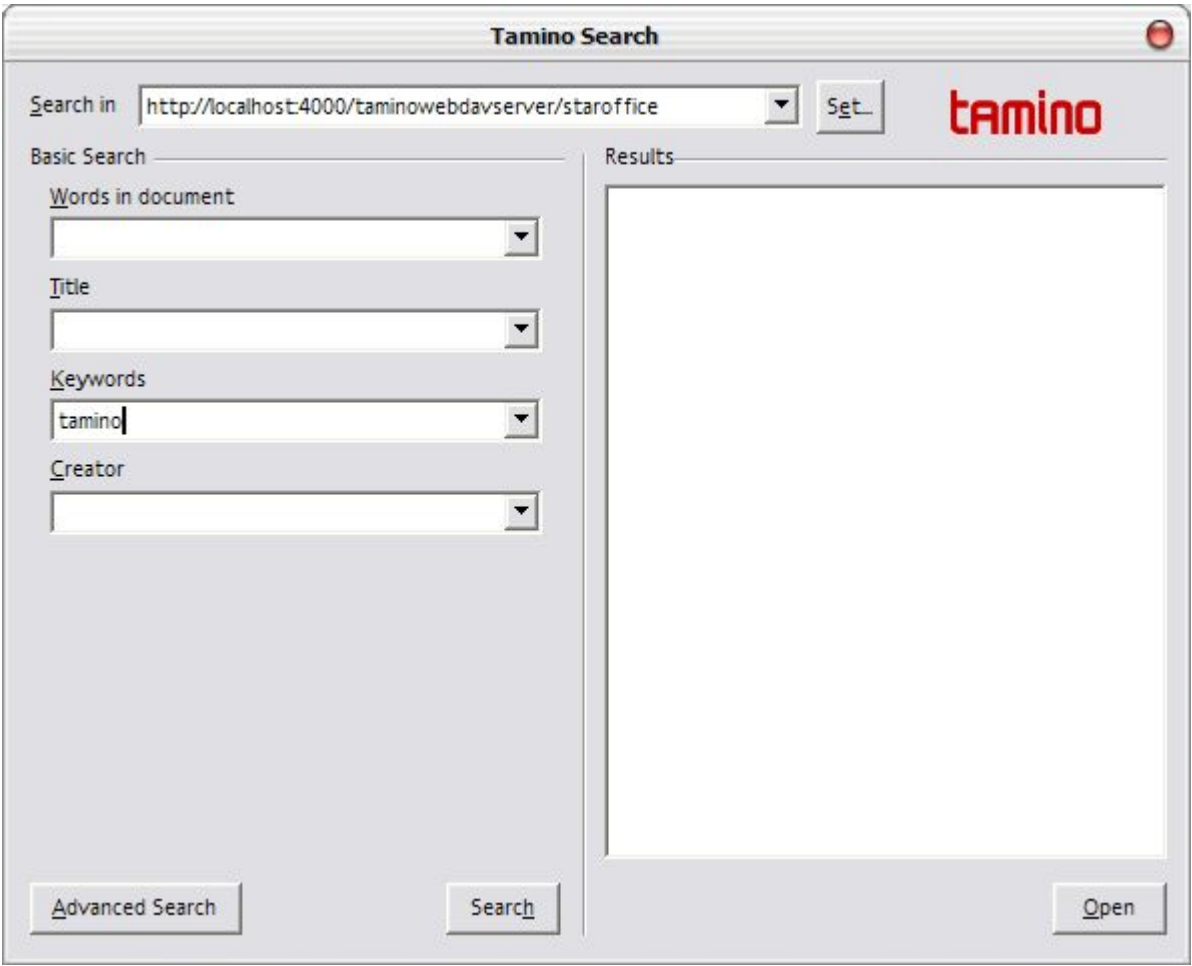 Tamino Search
Search in http://localhost:4000/taminowebdavserver/staroffice Set... tamino
Basic Search
Words in document
Title
Keywords
tamino
Creator
Advanced Search Search
Results
Open